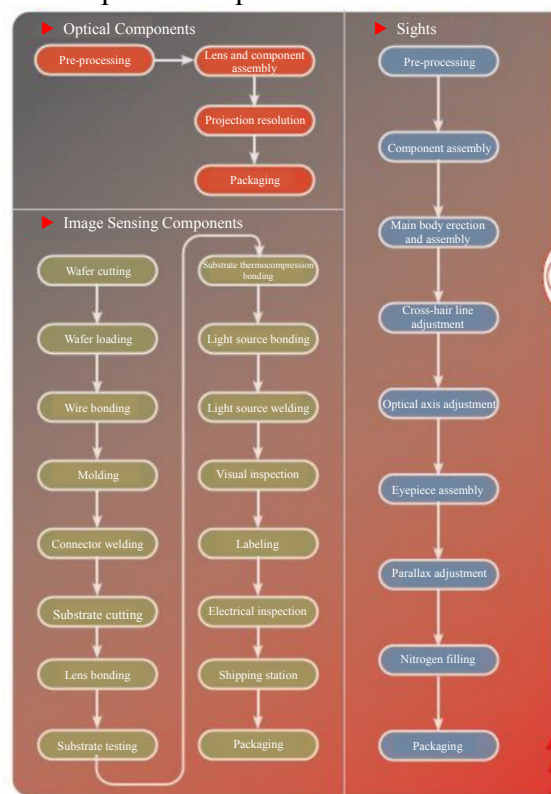 Optical Components
Pre-processing
Lens and component
assembly
Projection resolution
Packaging
Image Sensing Components
Wafer cutting
Wafer loading
Wire bonding
Molding
Connector welding
Substrate cutting
Lens bonding
Substrate testing
Substrate thermocompression
bonding
Light source bonding
Light source welding
Visual inspection
Labeling
Electrical inspection
Shipping station
Packaging
Sights
Pre-processing
Component assembly
Main body erection
and assembly
Cross-hair line
adjustment
Optical axis adjustment
Eyepiece assembly
Parallax adjustment
Nitrogen filling
Packaging